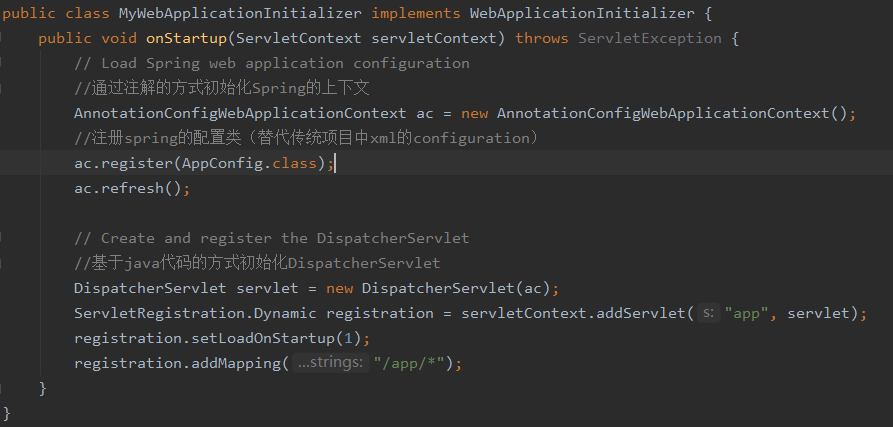 public class MyWebApplicationInitializer implements WebApplicationInitializer {
    public void onStartup(ServletContext servletContext) throws ServletException {
        // Load Spring web application configuration
        //通过注解的方式初始化Spring的上下文
        AnnotationConfigWebApplicationContext ac = new AnnotationConfigWebApplicationContext();
        //注册spring的配置类（替代传统项目中xml的configuration）
        ac.register(AppConfig.class);
        ac.refresh();

        // Create and register the DispatcherServlet
        //基于java代码的方式初始化DispatcherServlet
        DispatcherServlet servlet = new DispatcherServlet(ac);
        ServletRegistration.Dynamic registration = servletContext.addServlet( s: "app", servlet);
        registration.setLoadOnStartup(1);
        registration.addMapping( ...strings: "/app/*");
    }
}